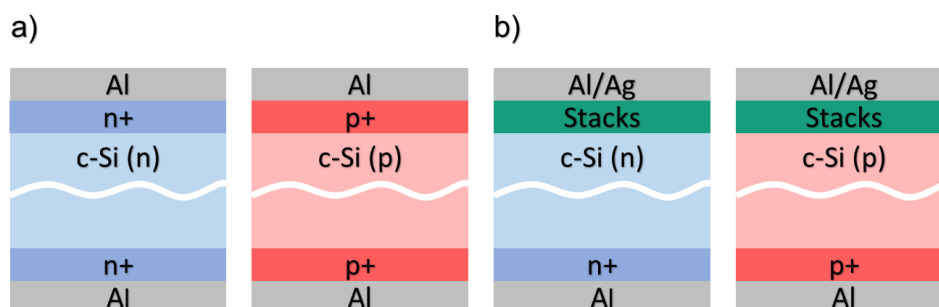 a)
b)
Al
Al
Al/Ag
Al/Ag
n+
p+
Stacks
Stacks
c-Si (n)
c-Si (p)
c-Si (n)
c-Si (p)
n+
p+
n+
p+
Al
Al
Al
Al